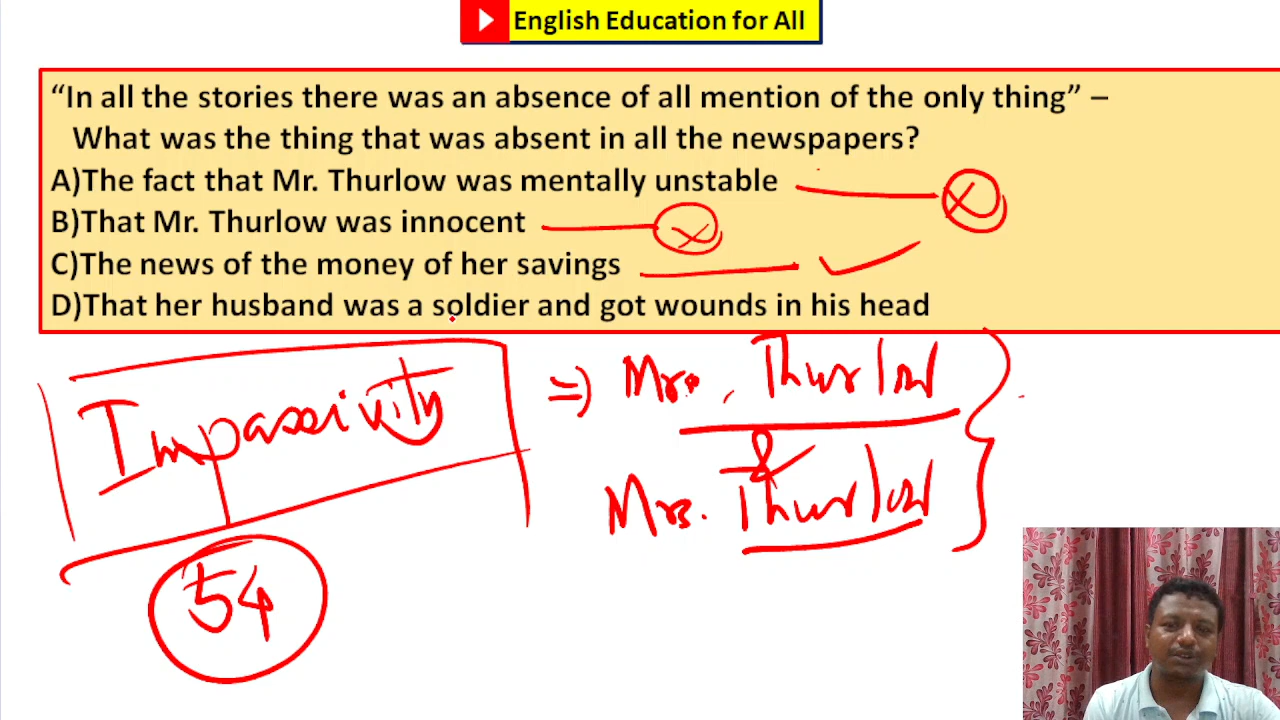 English Education for All
“In all the stories there was an absence of all mention of the only thing” –
What was the thing that was absent in all the newspapers?
A)The fact that Mr. Thurlow was mentally unstable
B)That Mr. Thurlow was innocent
C)The news of the money of her savings
D)That her husband was a soldier and got wounds in his head
Impassivity
=> Mr. Thurlow
&
Mrs. Thurlow
54